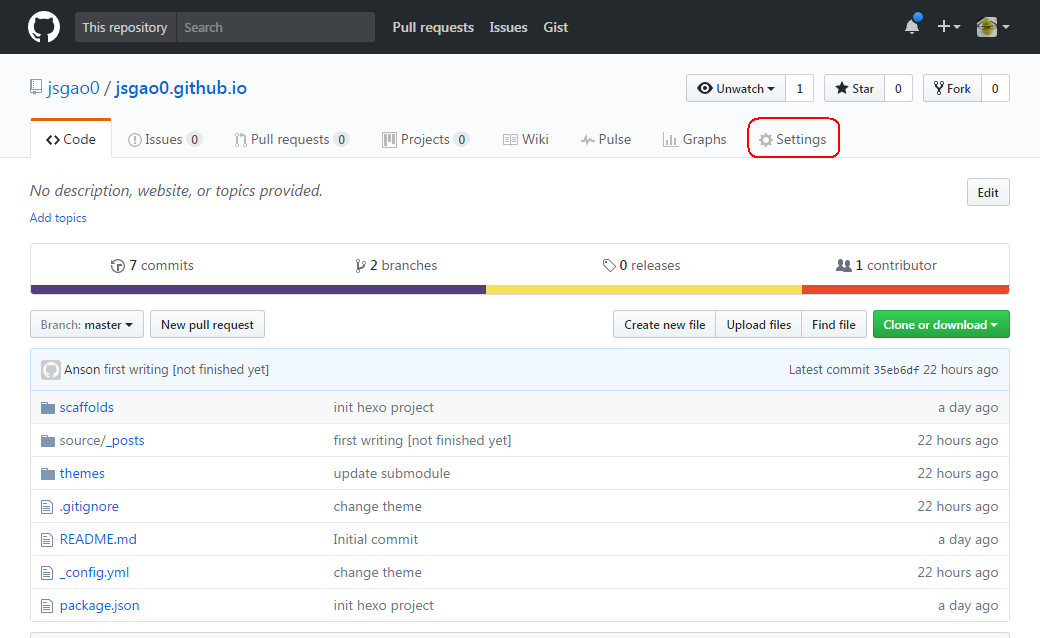 This repository Search Pull requests Issues Gist
jsgao0 / jsgao0.github.io Unwatch 1 Star 0 Fork 0
Code Issues 0 Pull requests 0 Projects 0 Wiki Pulse Graphs Settings
No description, website, or topics provided. Edit
Add topics
7 commits 2 branches 0 releases 1 contributor
Branch: master New pull request Create new file Upload files Find file Clone or download
Anson first writing [not finished yet] Latest commit 35eb6df 22 hours ago
scaffolds init hexo project a day ago
source/_posts first writing [not finished yet] 22 hours ago
themes update submodule 22 hours ago
.gitignore change theme 22 hours ago
README.md Initial commit a day ago
_config.yml change theme 22 hours ago
package.json init hexo project a day ago